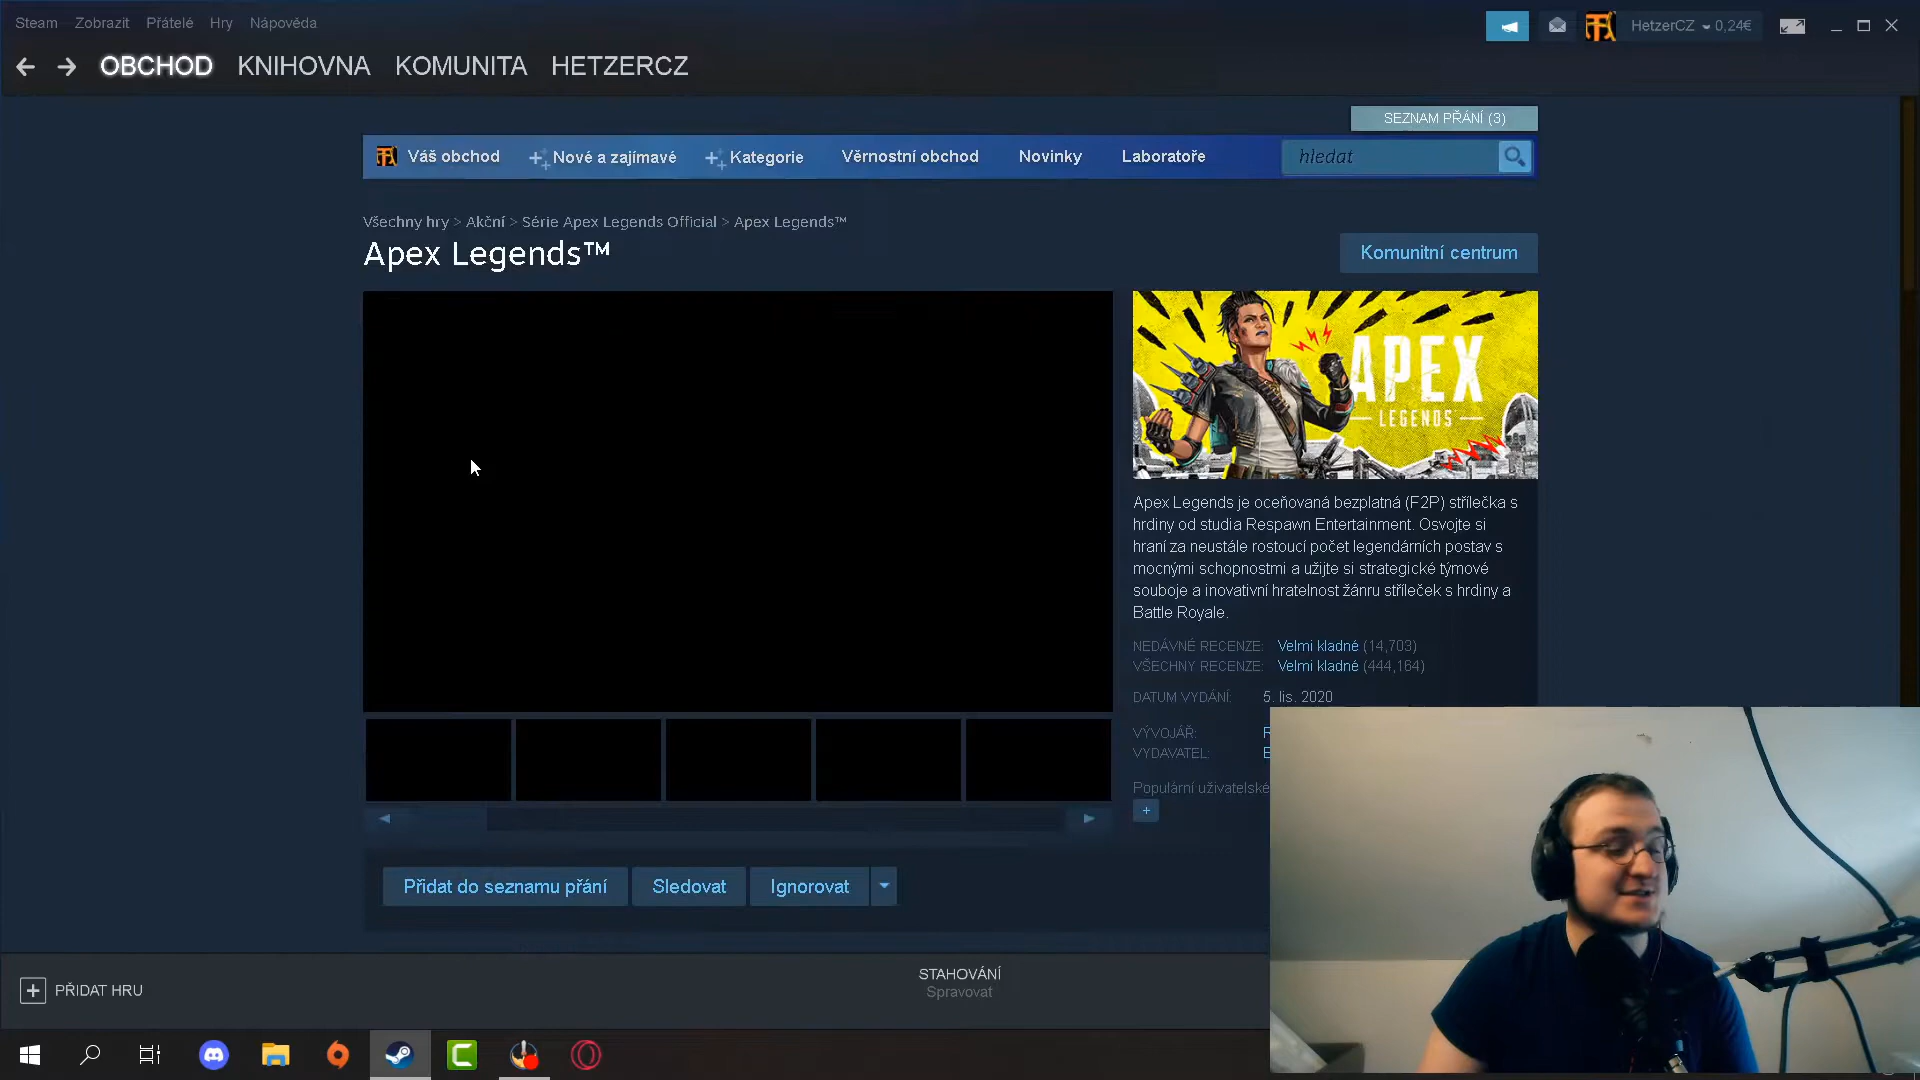 Steam Zobrazit Přátelé Hry Nápověda
HetzerCZ 0,24€
OBCHOD KNIHOVNA KOMUNITA HETZERCZ
SEZNAM PŘÁNÍ (3)
Váš obchod Nové a zajímavé Kategorie Věrnostní obchod Novinky Laboratoře hledat
Všechny hry > Akční > Série Apex Legends Official > Apex Legends™
Apex Legends™
Komunitní centrum
APEX
LEGENDS
Apex Legends je oceňovaná bezplatná (F2P) střílečka s
hrdiny od studia Respawn Entertainment. Osvojte si
hraní za neustále rostoucí počet legendárních postav s
mocnými schopnostmi a užijte si strategické týmové
souboje a inovativní hratelnost žánru stříleček s hrdiny a
Battle Royale.
NEDÁVNÉ RECENZE: Velmi kladné (14,703)
VŠECHNY RECENZE: Velmi kladné (444,164)
DATUM VYDÁNÍ: 5. lis. 2020
VÝVOJÁŘ:
VYDAVATEL:
Populární uživatelské
+
Přidat do seznamu přání Sledovat Ignorovat
PŘIDAT HRU
STAHOVÁNÍ
Spravovat